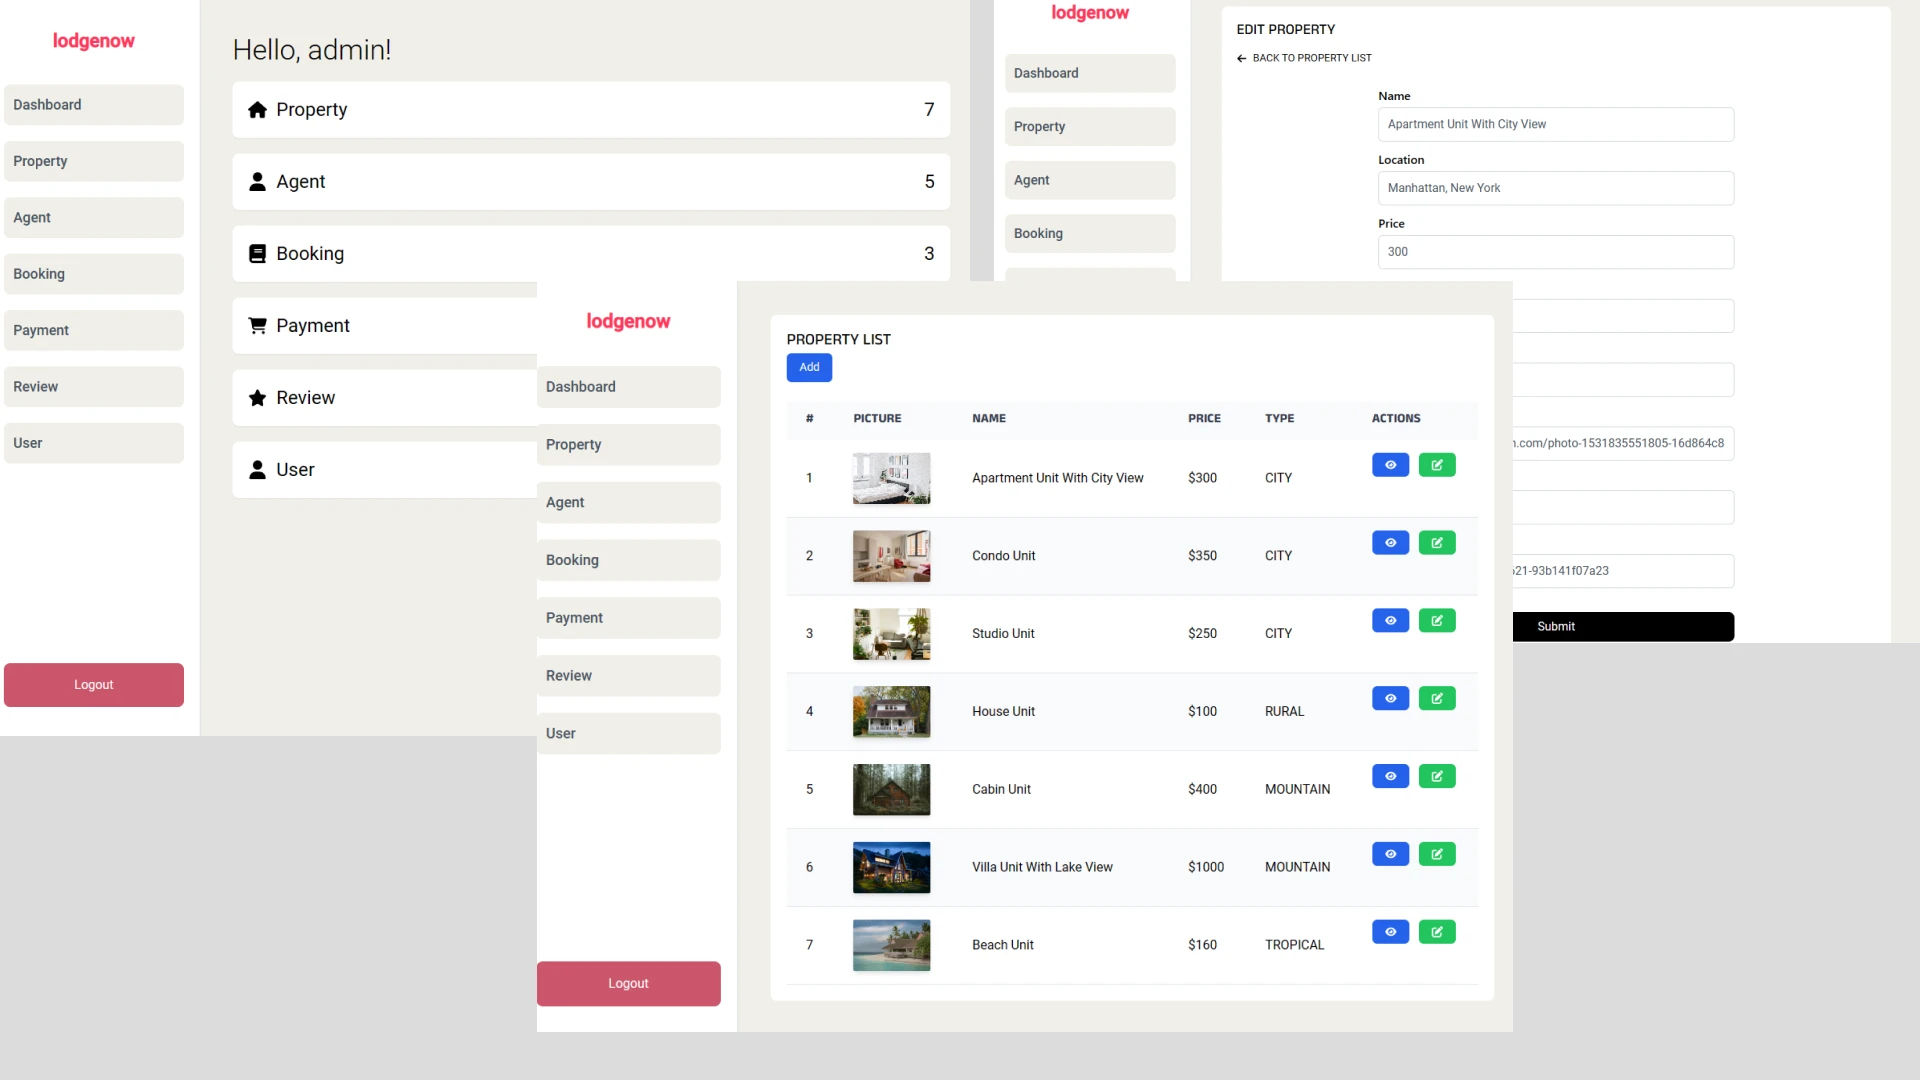 lodgenow
Dashboard
Property
Agent
Booking
Payment
Review
User
Logout
Hello, admin!
Property 7
Agent 5
Booking 3
Payment
Review
User
lodgenow
Dashboard
Property
Agent
Booking
EDIT PROPERTY
BACK TO PROPERTY LIST
Name
Apartment Unit With City View
Location
Manhattan, New York
Price
300
.com/photo-1531835551805-16d864c8
21-93b141f07a23
Submit
lodgenow
Dashboard
Property
Agent
Booking
Payment
Review
User
Logout
PROPERTY LIST
Add
# PICTURE NAME PRICE TYPE ACTIONS
1 Apartment Unit With City View $300 CITY
2 Condo Unit $350 CITY
3 Studio Unit $250 CITY
4 House Unit $100 RURAL
5 Cabin Unit $400 MOUNTAIN
6 Villa Unit With Lake View $1000 MOUNTAIN
7 Beach Unit $160 TROPICAL